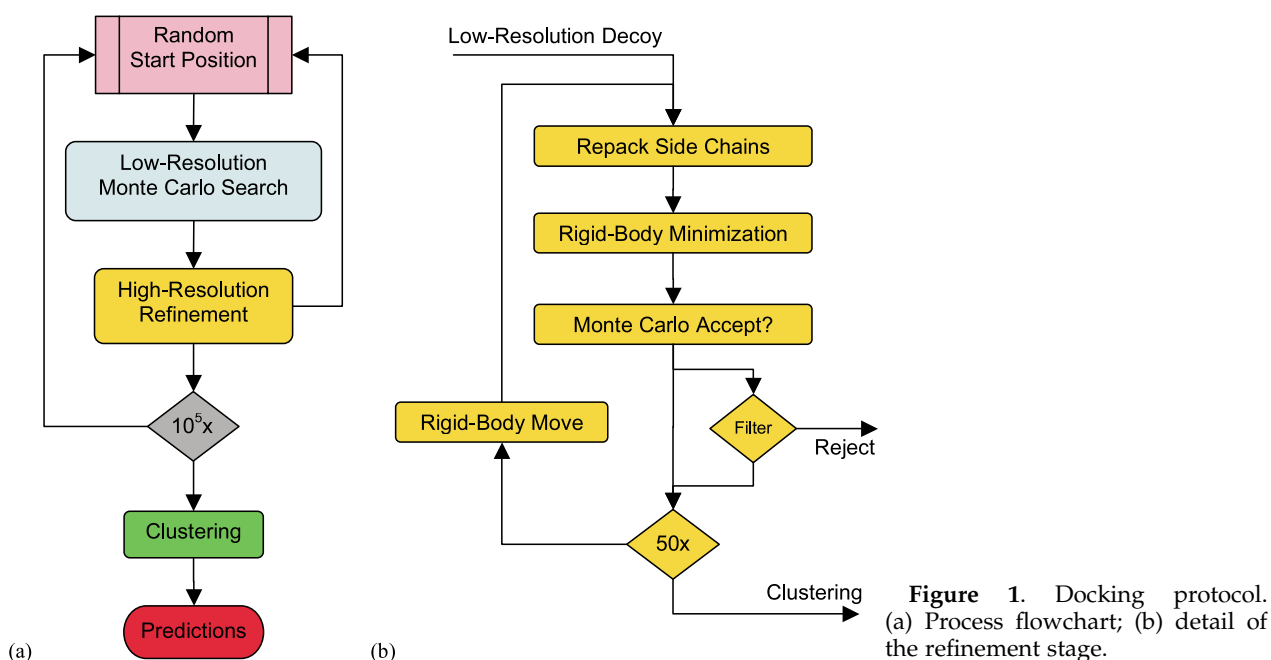 Random
Start Position
Low-Resolution
Monte Carlo Search
High-Resolution
Refinement
10⁵x
Clustering
Predictions
(a)
Low-Resolution Decoy
Repack Side Chains
Rigid-Body Minimization
Monte Carlo Accept?
Rigid-Body Move
Filter
Reject
50x
Clustering
(b)
Figure 1. Docking protocol.
(a) Process flowchart; (b) detail of
the refinement stage.